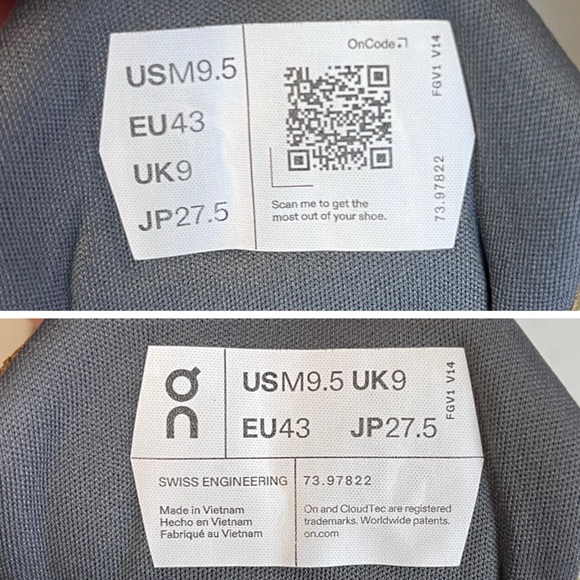 OnCode
USM9.5
EU43
UK9
JP27.5
Scan me to get the
most out of your shoe.
FGV1 V14
73.97822
on
USM9.5 UK9
EU43 JP27.5
FGV1 V14
SWISS ENGINEERING
73.97822
Made in Vietnam
Hecho en Vietnam
Fabriqué au Vietnam
On and CloudTec are registered
trademarks. Worldwide patents.
on.com